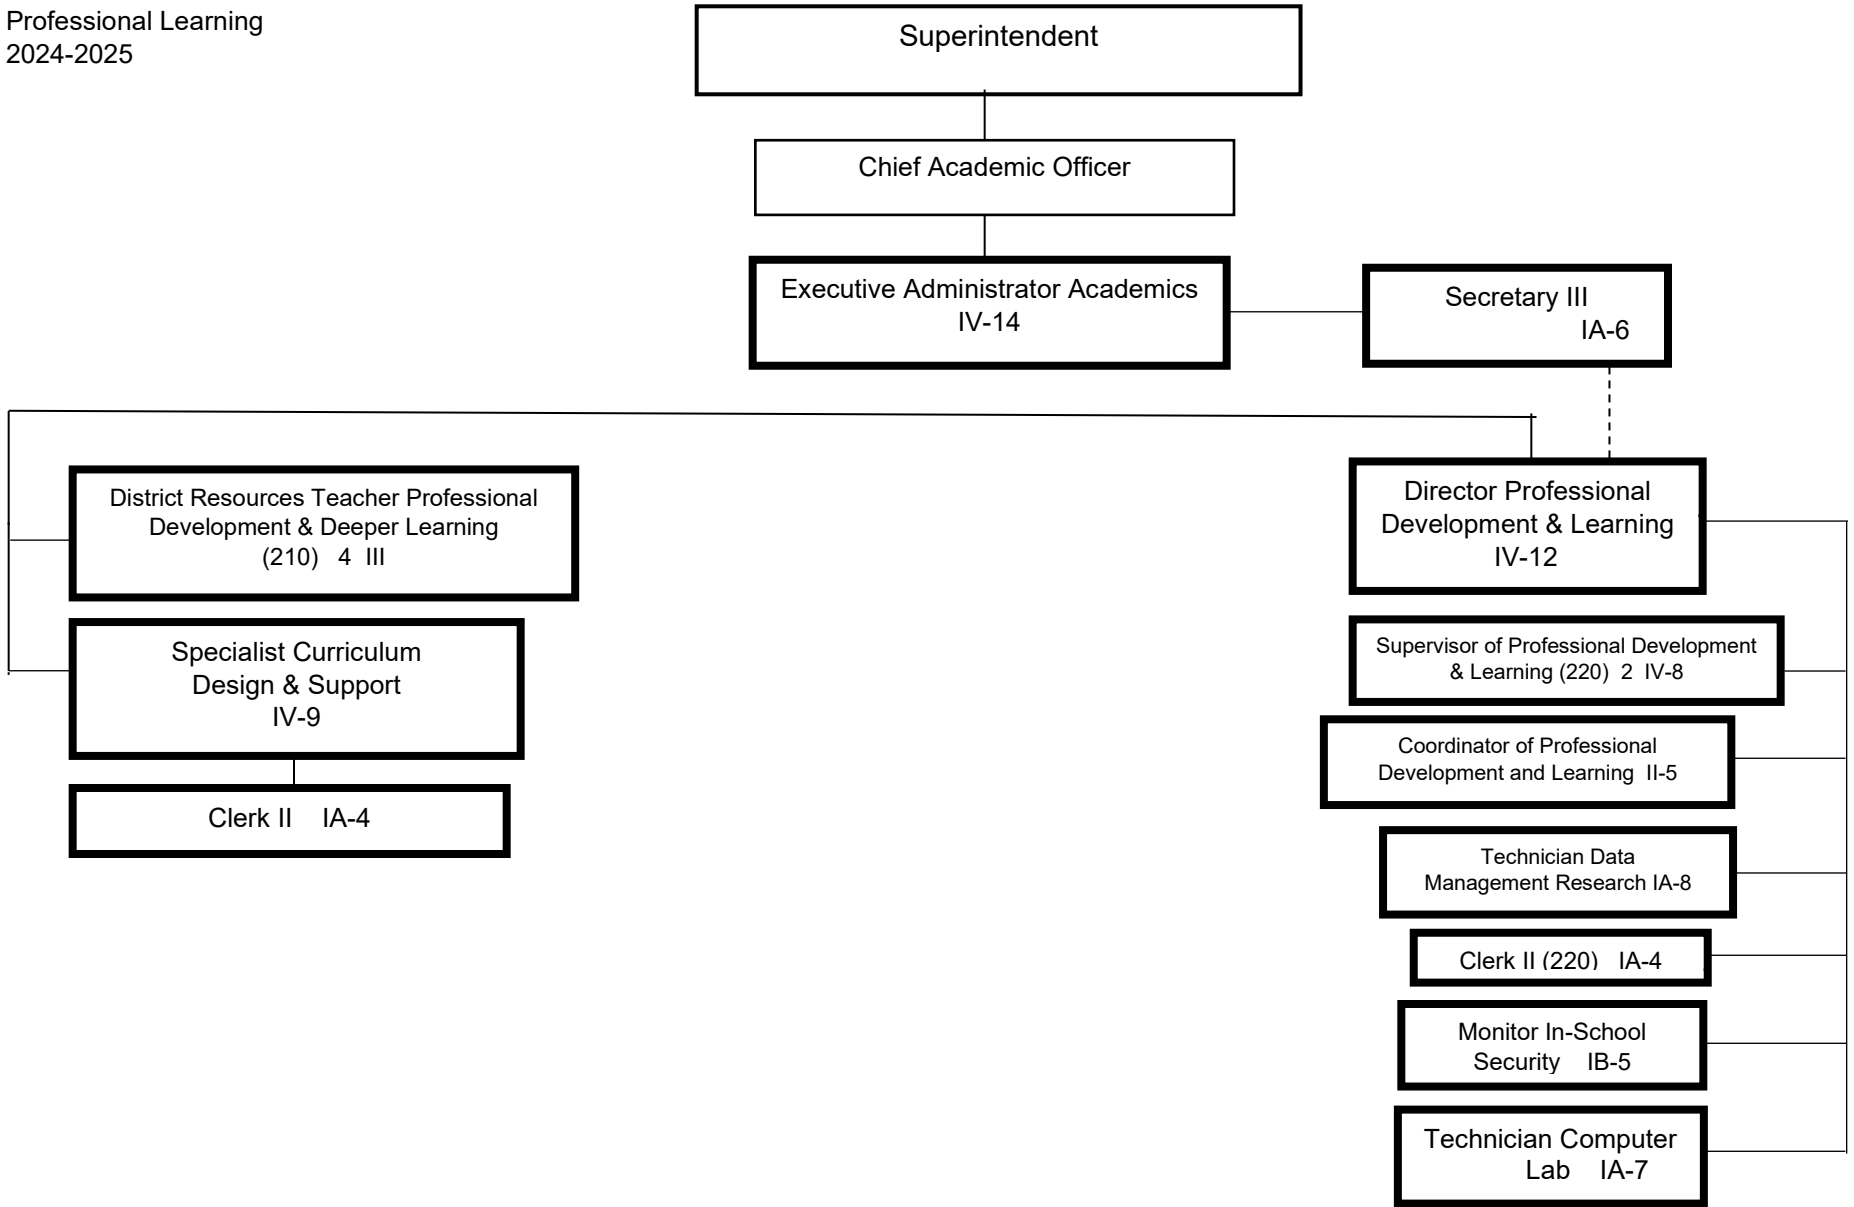 Professional Learning
2024-2025
Superintendent
Chief Academic Officer
Executive Administrator Academics
IV-14
Secretary III
IA-6
District Resources Teacher Professional
Development & Deeper Learning
(210) 4 III
Specialist Curriculum
Design & Support
IV-9
Clerk II IA-4
Director Professional
Development & Learning
IV-12
Supervisor of Professional Development
& Learning (220) 2 IV-8
Coordinator of Professional
Development and Learning II-5
Technician Data
Management Research IA-8
Clerk II (220) IA-4
Monitor In-School
Security IB-5
Technician Computer
Lab IA-7